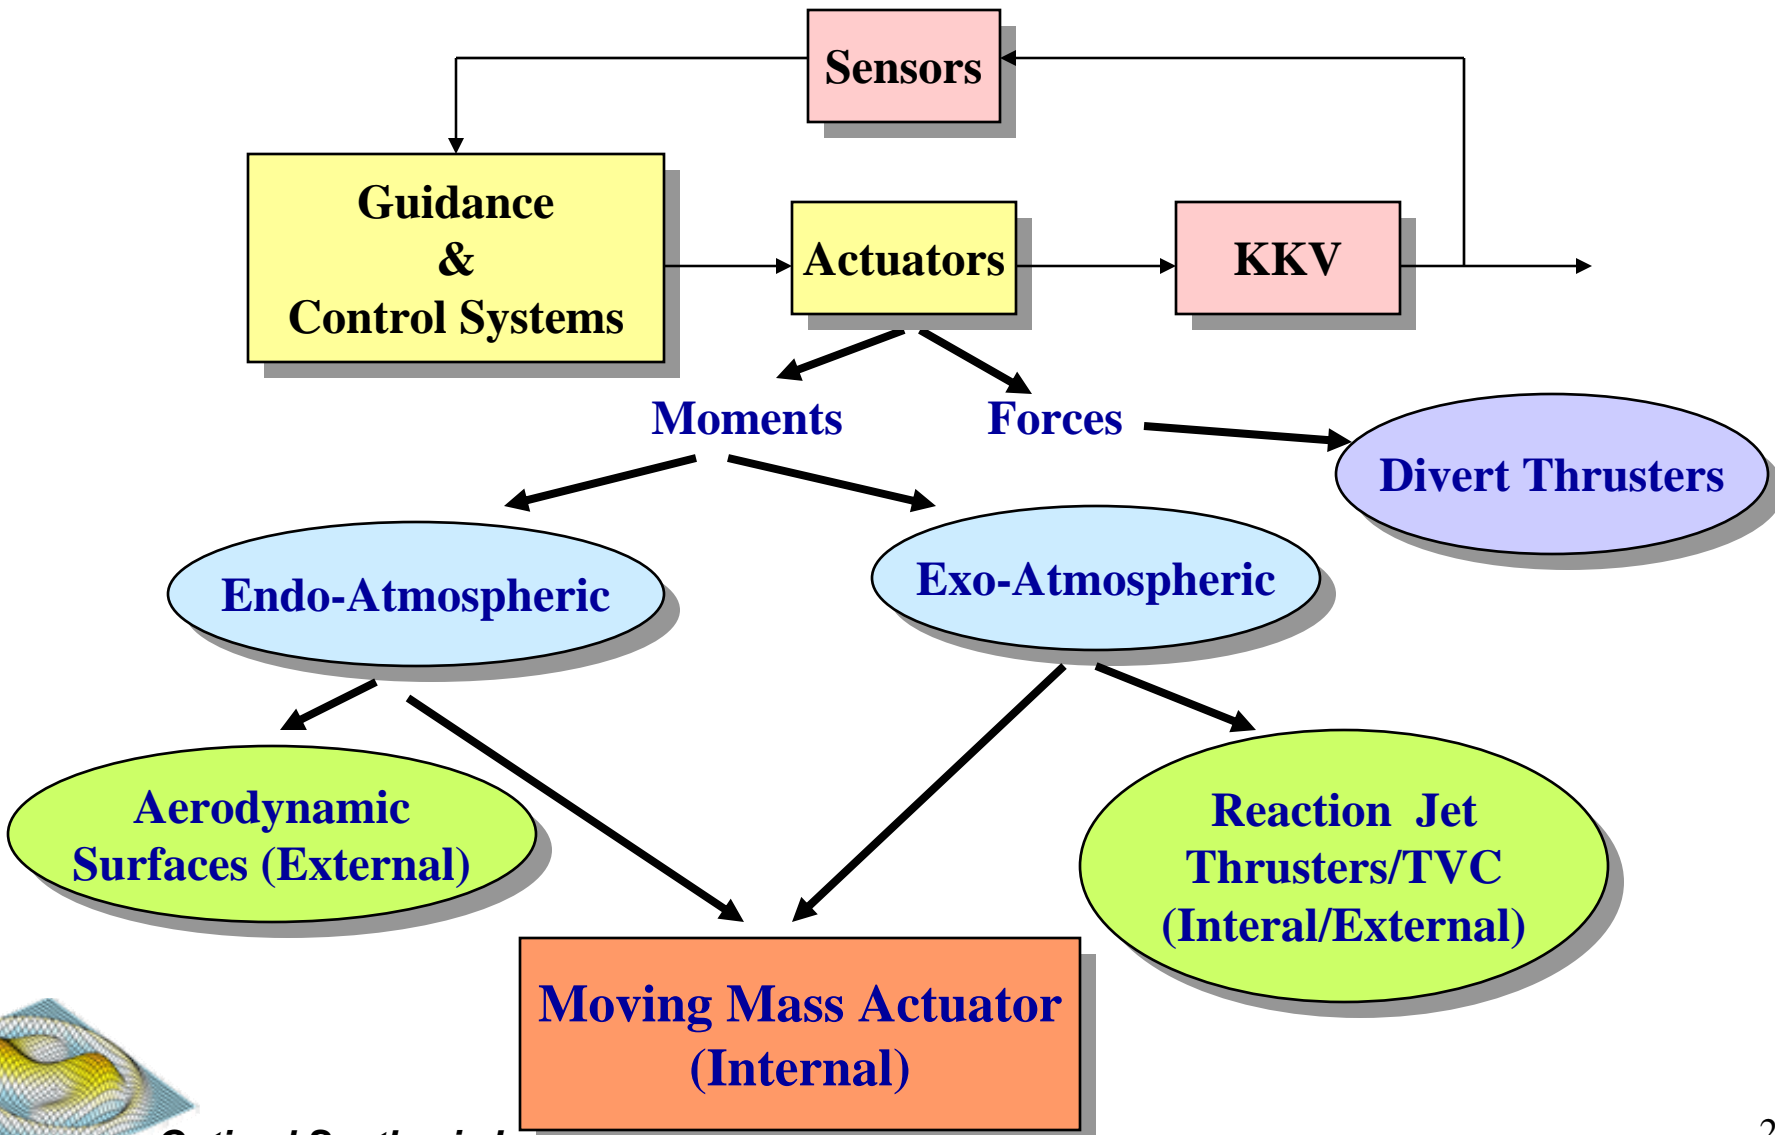 Sensors
Guidance
&
Control Systems
Actuators
KKV
Moments
Forces
Divert Thrusters
Endo-Atmospheric
Exo-Atmospheric
Aerodynamic
Surfaces (External)
Reaction Jet
Thrusters/TVC
(Interal/External)
Moving Mass Actuator
(Internal)
2